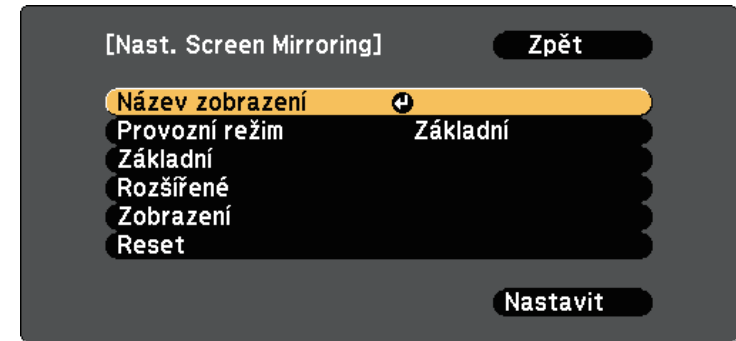 [Nast. Screen Mirroring] Zpět
Název zobrazení
Provozní režim Základní
Základní
Rozšířené
Zobrazení
Reset
Nastavit